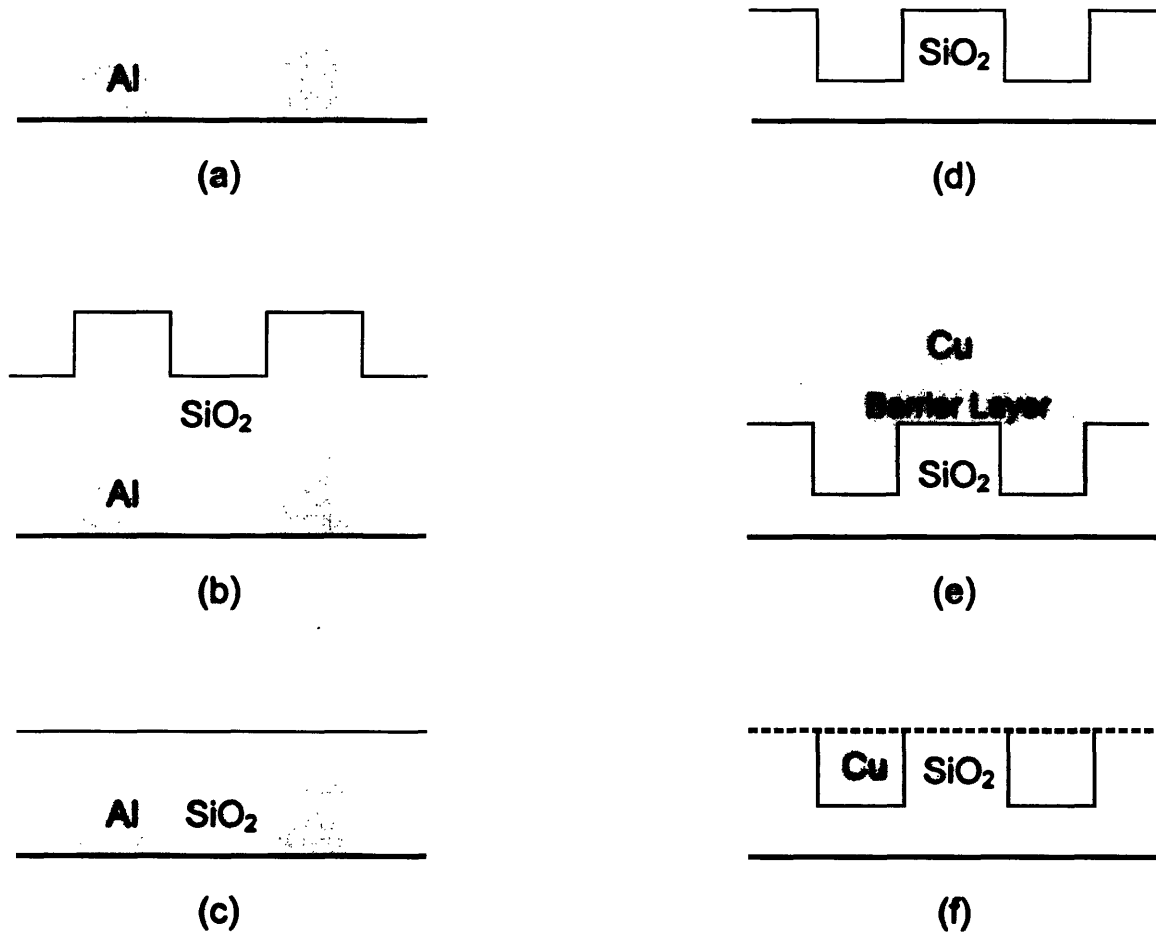 Al
(a)
SiO₂
Al
(b)
Al SiO₂
(c)
SiO₂
(d)
Cu
Barrier Layer
SiO₂
(e)
Cu SiO₂
(f)